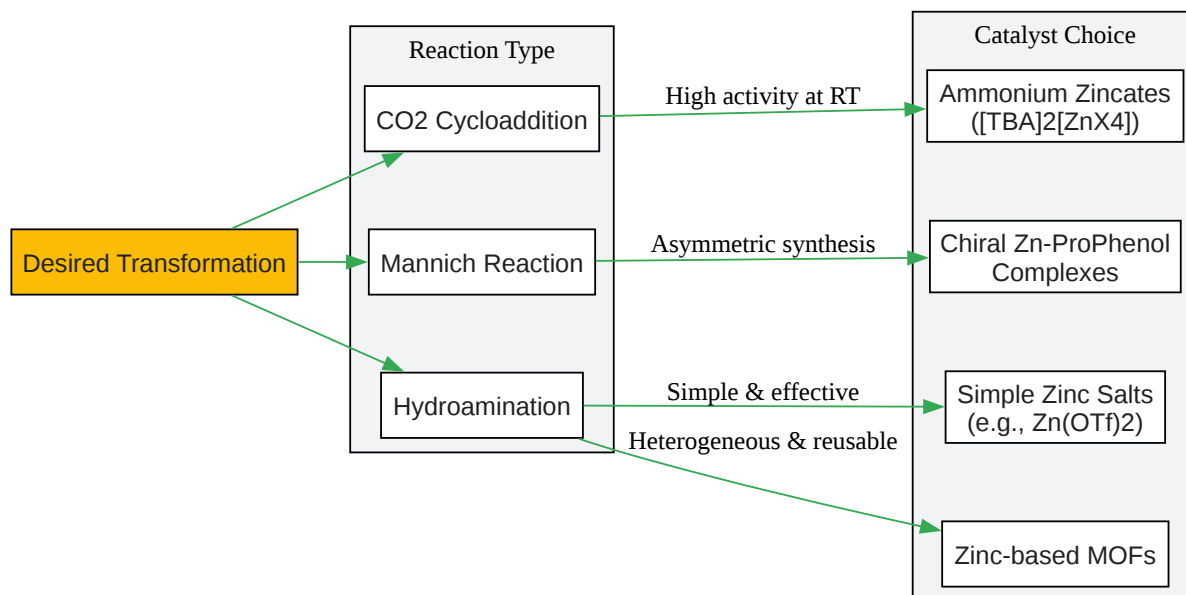 Reaction Type
Catalyst Choice
CO2 Cycloaddition
High activity at RT
Ammonium Zincates
([TBA]2[ZnX4])
Desired Transformation
Mannich Reaction
Asymmetric synthesis
Chiral Zn-ProPhenol
Complexes
Hydroamination
Simple & effective
Simple Zinc Salts
(e.g., Zn(OTf)2)
Heterogeneous & reusable
Zinc-based MOFs